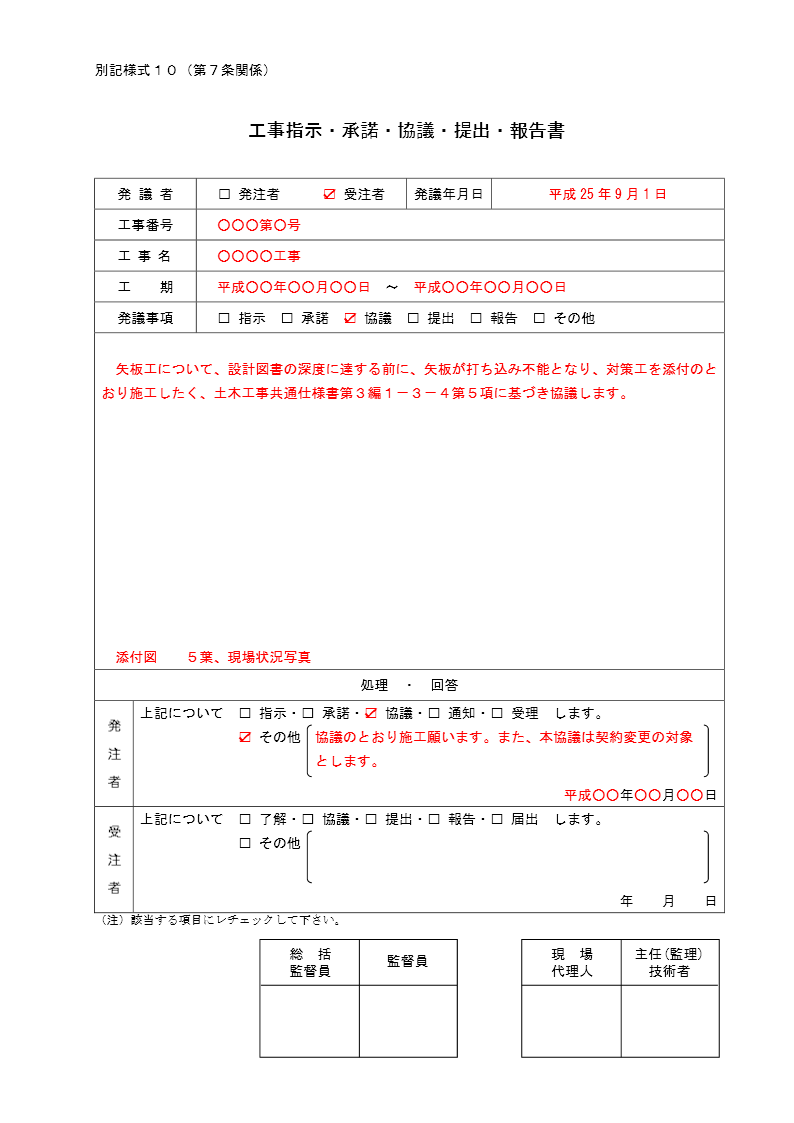 別記様式１０（第７条関係）
工事指示・承諾・協議・提出・報告書
発 議 者　□ 発注者　☑ 受注者　発議年月日　平成 25 年 9 月 1 日
工事番号　〇〇〇第〇号
工 事 名　〇〇〇〇工事
工　　期　平成〇〇年〇〇月〇〇日　～　平成〇〇年〇〇月〇〇日
発議事項　□ 指示　□ 承諾　☑ 協議　□ 提出　□ 報告　□ その他
矢板工について、設計図書の深度に達する前に、矢板が打ち込み不能となり、対策工を添付のと
おり施工したく、土木工事共通仕様書第３編１－３－４第５項に基づき協議します。
添付図　　５葉、現場状況写真
処理　・　回答
発注者
上記について　□ 指示・□ 承諾・☑ 協議・□ 通知・□ 受理　します。
☑ その他　協議のとおり施工願います。また、本協議は契約変更の対象
とします。
平成〇〇年〇〇月〇〇日
受注者
上記について　□ 了解・□ 協議・□ 提出・□ 報告・□ 届出　します。
□ その他
年　　月　　日
（注）該当する項目にレチェックして下さい。
総　括
監督員
監督員
現　場
代理人
主任(監理)
技術者